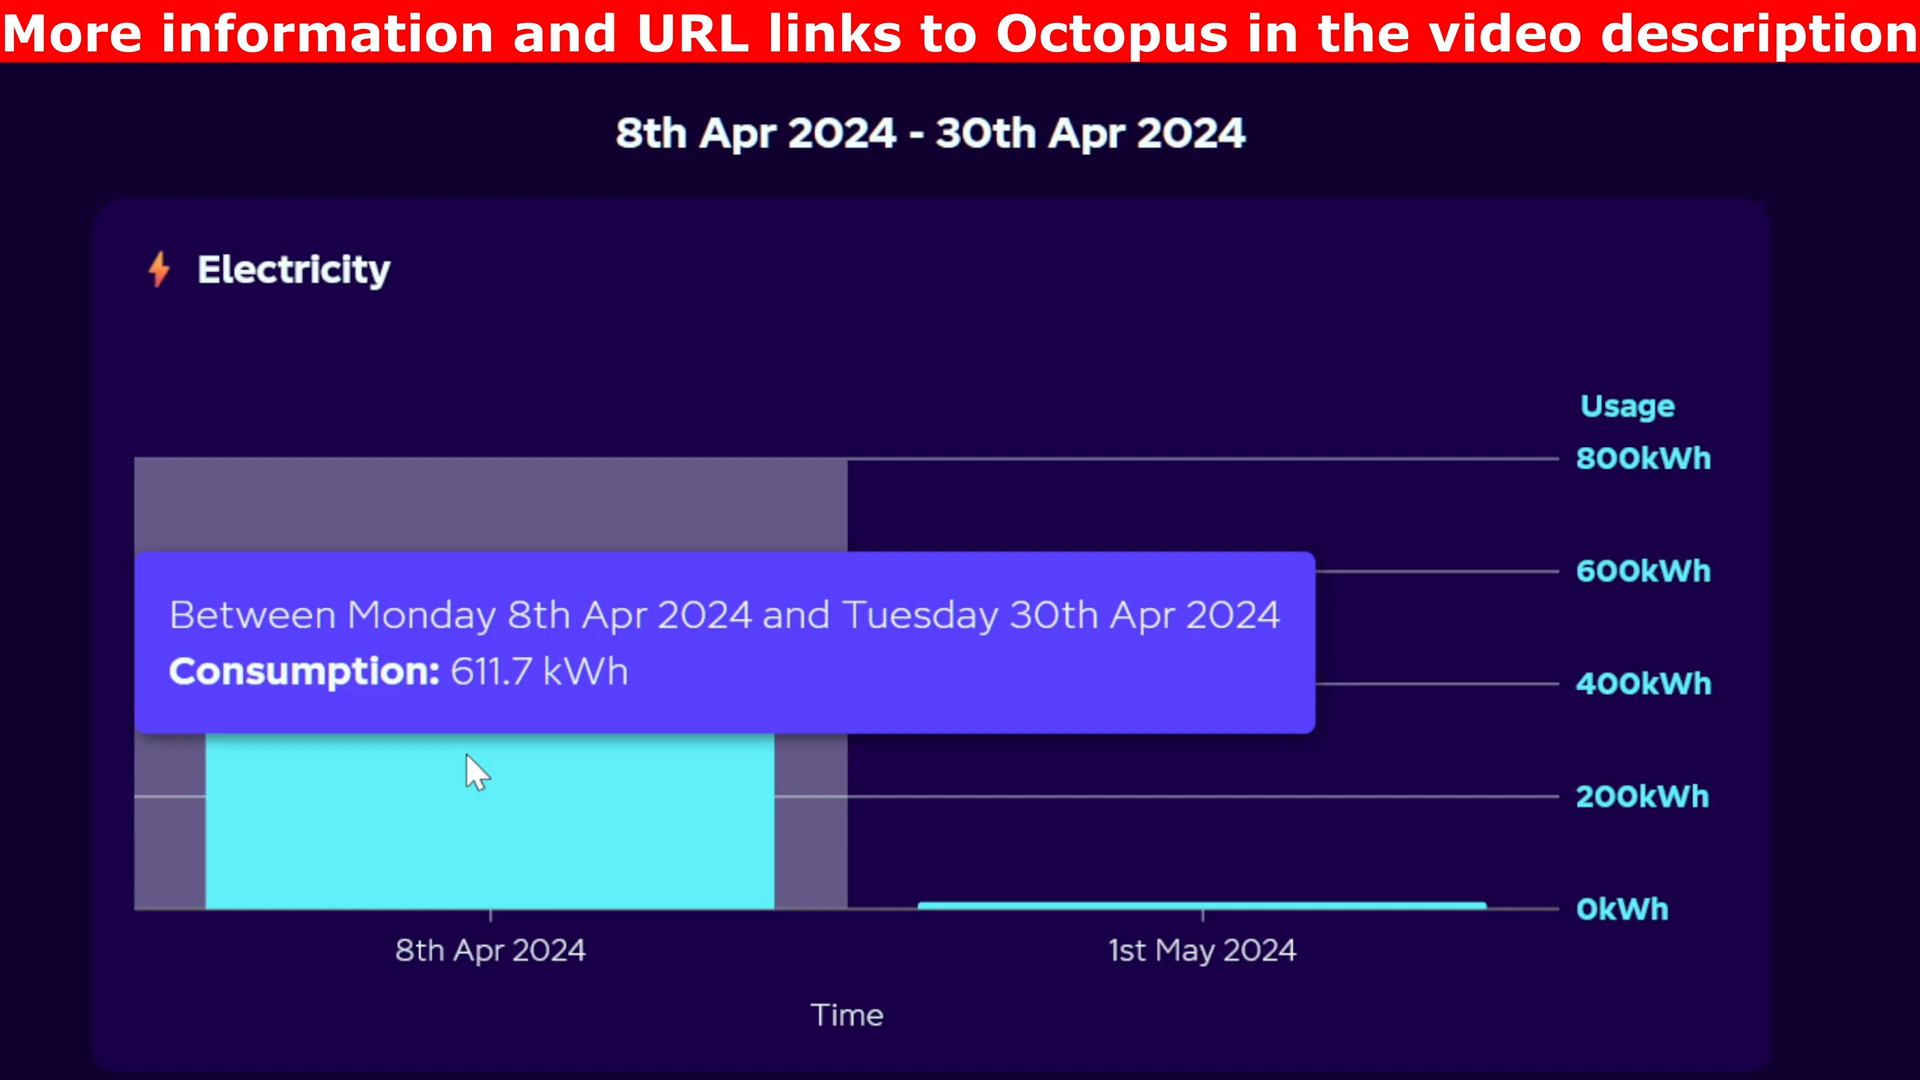 More information and URL links to Octopus in the video description
8th Apr 2024 - 30th Apr 2024
Electricity
Usage
800kWh
600kWh
Between Monday 8th Apr 2024 and Tuesday 30th Apr 2024
Consumption: 611.7 kWh
400kWh
200kWh
0kWh
8th Apr 2024
1st May 2024
Time